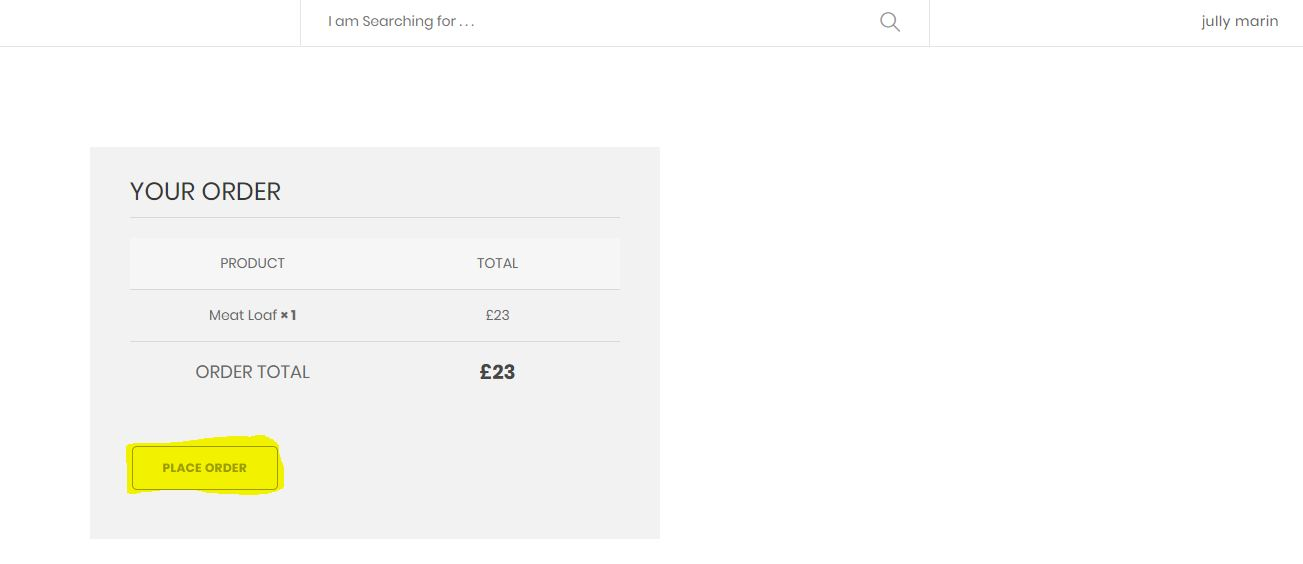 I am Searching for . . .
jully marin
YOUR ORDER
PRODUCT TOTAL
Meat Loaf × 1 £23
ORDER TOTAL £23
PLACE ORDER